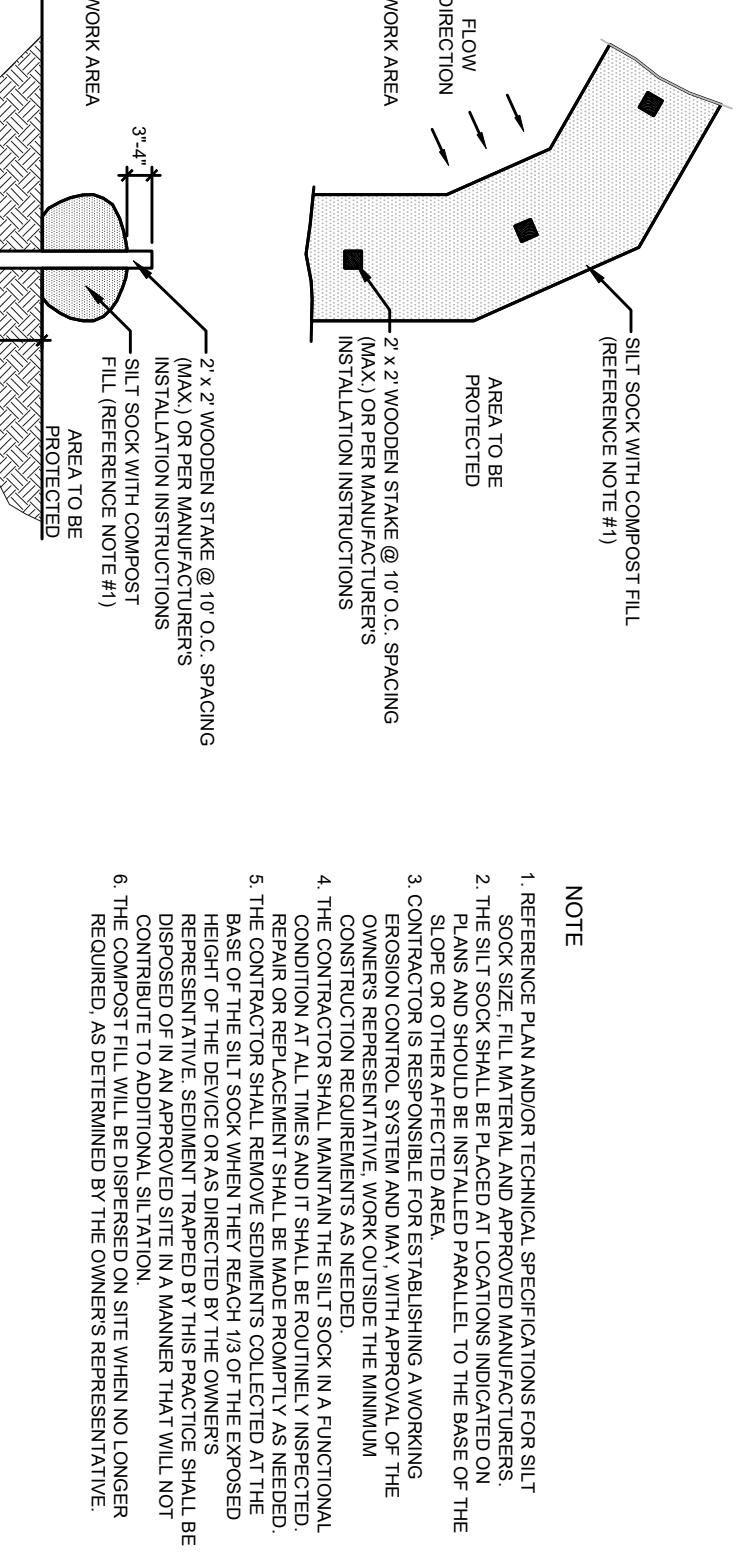 FLOW
DIRECTION
WORK AREA
SILT SOCK WITH COMPOST FILL
(REFERENCE NOTE #1)
AREA TO BE
PROTECTED
2' x 2' WOODEN STAKE @ 10' O.C. SPACING
(MAX.) OR PER MANUFACTURER'S
INSTALLATION INSTRUCTIONS
WORK AREA
3"-4"
2' x 2' WOODEN STAKE @ 10' O.C. SPACING
(MAX.) OR PER MANUFACTURER'S
INSTALLATION INSTRUCTIONS
SILT SOCK WITH COMPOST
FILL (REFERENCE NOTE #1)
AREA TO BE
PROTECTED
NOTE
1. REFERENCE PLAN AND/OR TECHNICAL SPECIFICATIONS FOR SILT
SOCK SIZE, FILL MATERIAL AND APPROVED MANUFACTURERS.
2. THE SILT SOCK SHALL BE PLACED AT LOCATIONS INDICATED ON
PLANS AND SHOULD BE INSTALLED PARALLEL TO THE BASE OF THE
SLOPE OR OTHER AFFECTED AREA.
3. CONTRACTOR IS RESPONSIBLE FOR ESTABLISHING A WORKING
EROSION CONTROL SYSTEM AND MAY, WITH APPROVAL OF THE
OWNER'S REPRESENTATIVE, WORK OUTSIDE THE MINIMUM
CONSTRUCTION REQUIREMENTS AS NEEDED.
4. THE CONTRACTOR SHALL MAINTAIN THE SILT SOCK IN A FUNCTIONAL
CONDITION AT ALL TIMES AND IT SHALL BE ROUTINELY INSPECTED.
REPAIR OR REPLACEMENT SHALL BE MADE PROMPTLY AS NEEDED.
5. THE CONTRACTOR SHALL REMOVE SEDIMENTS COLLECTED AT THE
BASE OF THE SILT SOCK WHEN THEY REACH 1/3 OF THE EXPOSED
HEIGHT OF THE DEVICE OR AS DIRECTED BY THE OWNER'S
REPRESENTATIVE. SEDIMENT TRAPPED BY THIS PRACTICE SHALL BE
DISPOSED OF IN AN APPROVED SITE IN A MANNER THAT WILL NOT
CONTRIBUTE TO ADDITIONAL SILTATION.
6. THE COMPOST FILL WILL BE DISPERSED ON SITE WHEN NO LONGER
REQUIRED, AS DETERMINED BY THE OWNER'S REPRESENTATIVE.